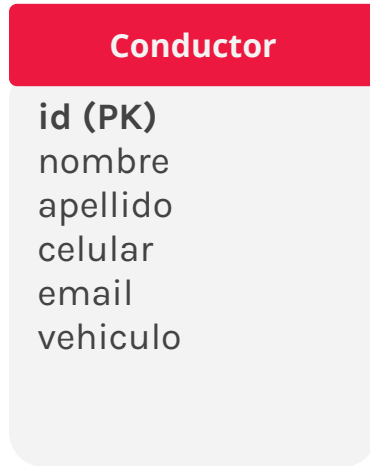 Conductor
id (PK)
nombre
apellido
celular
email
vehiculo